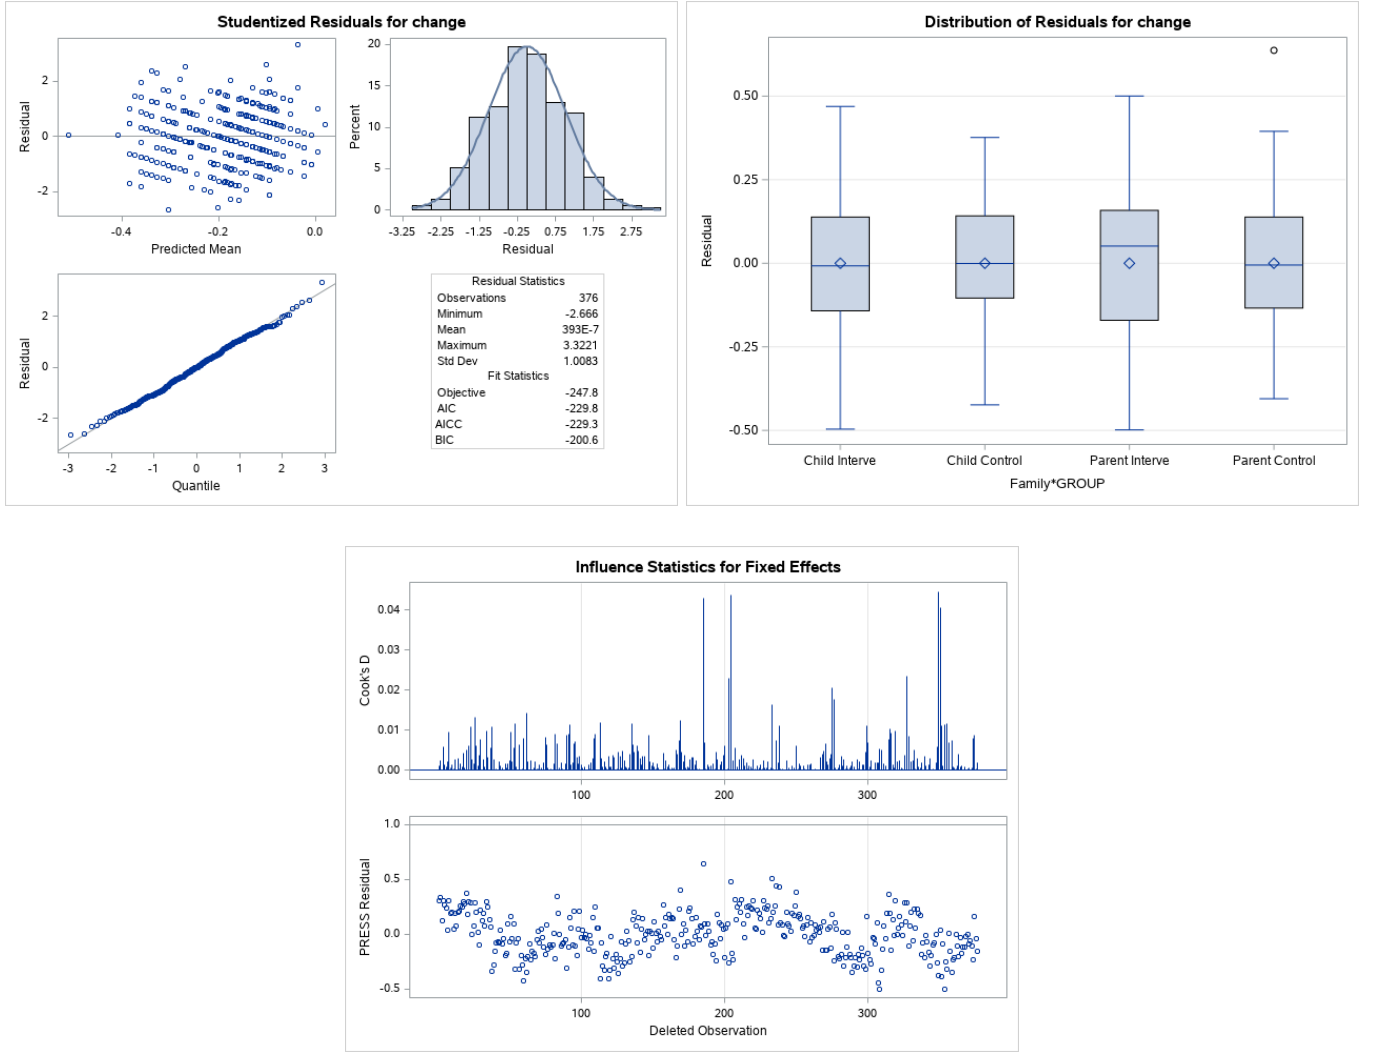 Studentized Residuals for change
Residual
2
0
-2
-0.4
-0.2
0.0
Predicted Mean
Percent
20
15
10
5
0
-3.25
-2.25
-1.25
-0.25
0.75
1.75
2.75
Residual
Residual
2
0
-2
-3
-2
-1
0
1
2
3
Quantile
Residual Statistics
Observations 376
Minimum -2.666
Mean 393E-7
Maximum 3.3221
Std Dev 1.0083
Fit Statistics
Objective -247.8
AIC -229.8
AICC -229.3
BIC -200.6
Distribution of Residuals for change
Residual
0.50
0.25
0.00
-0.25
-0.50
Child Interve
Child Control
Parent Interve
Parent Control
Family*GROUP
Influence Statistics for Fixed Effects
Cook's D
0.04
0.03
0.02
0.01
0.00
100
200
300
PRESS Residual
1.0
0.5
0.0
-0.5
100
200
300
Deleted Observation